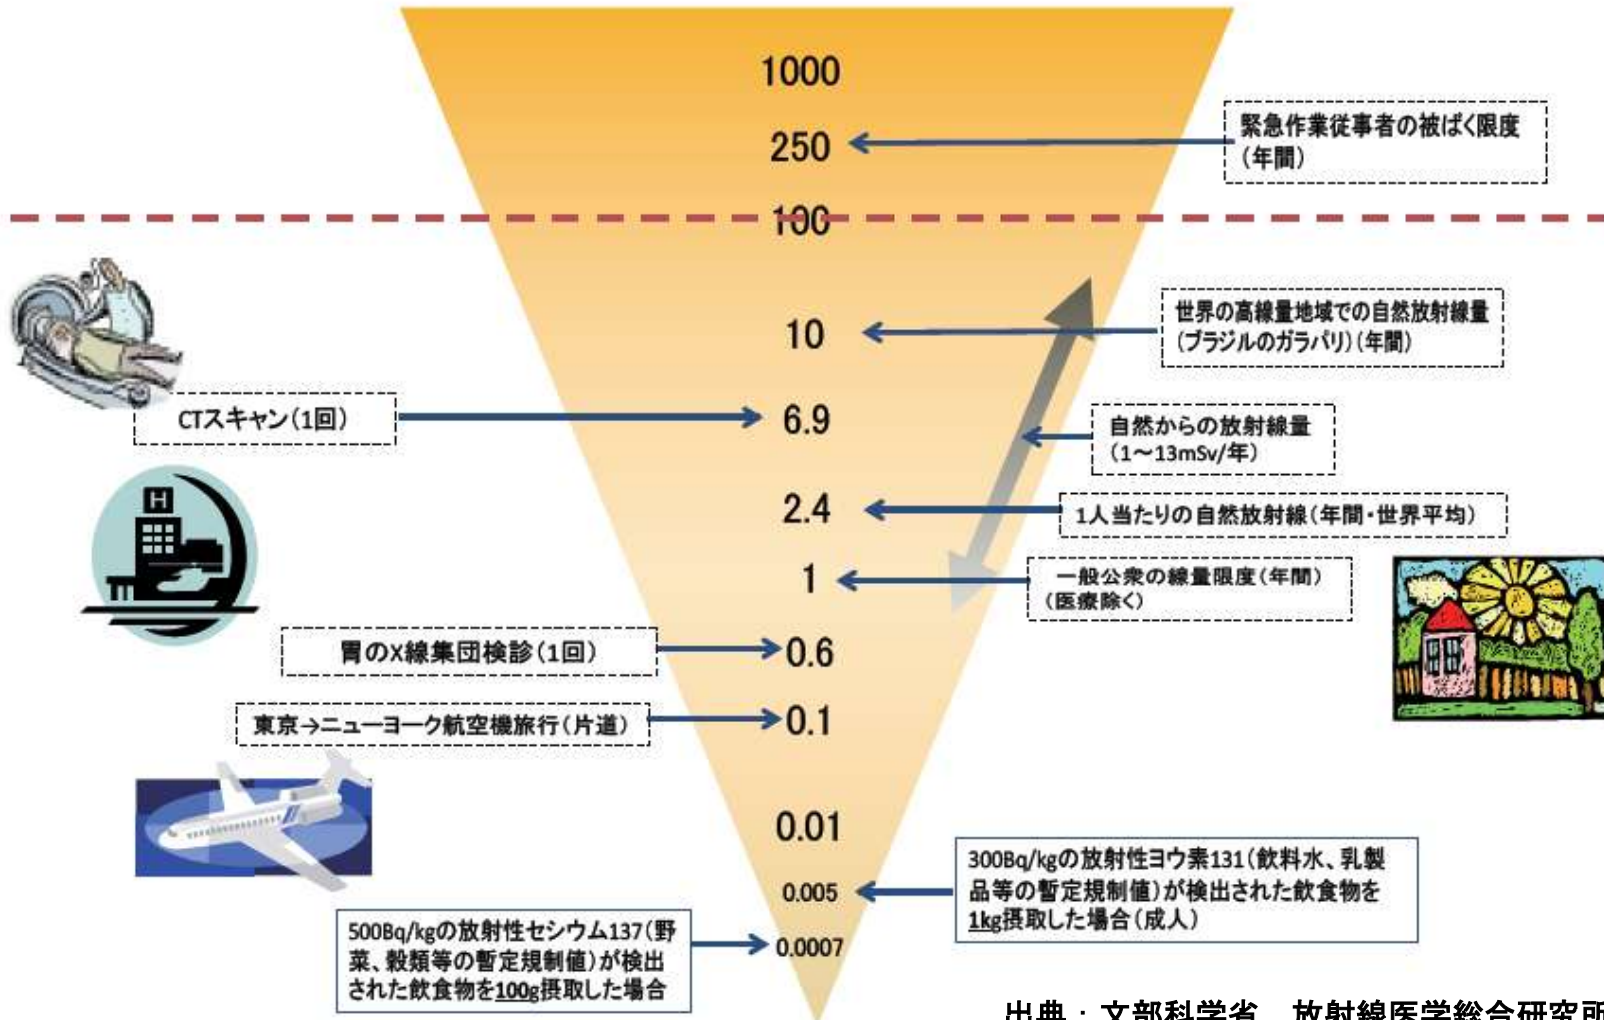 1000
緊急作業従事者の被ばく限度
(年間)
250
100
世界の高線量地域での自然放射線量
(ブラジルのガラパリ)(年間)
10
CTスキャン(1回)
6.9
自然からの放射線量
(1～13mSv/年)
2.4
1人当たりの自然放射線(年間・世界平均)
1
一般公衆の線量限度(年間)
(医療除く)
胃のX線集団検診(1回)
0.6
東京→ニューヨーク航空機旅行(片道)
0.1
H
0.01
300Bq/kgの放射性ヨウ素131(飲料水、乳製
品等の暫定規制値)が検出された飲食物を
1kg摂取した場合(成人)
0.005
500Bq/kgの放射性セシウム137(野
菜、穀類等の暫定規制値)が検出
された飲食物を100g摂取した場合
0.0007
出典：文部科学省 放射線医学総合研究所